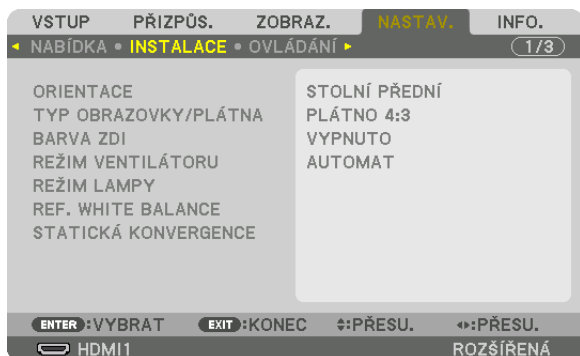 VSTUP PŘIZPŮS. ZOBRAZ. NASTAV. INFO.
◂ NABÍDKA • INSTALACE • OVLÁDÁNÍ ▸ 1/3
ORIENTACE STOLNÍ PŘEDNÍ
TYP OBRAZOVKY/PLÁTNA PLÁTNO 4:3
BARVA ZDI VYPNUTO
REŽIM VENTILÁTORU AUTOMAT
REŽIM LAMPY
REF. WHITE BALANCE
STATICKÁ KONVERGENCE
ENTER :VYBRAT EXIT :KONEC :PŘESU. :PŘESU.
HDMI1 ROZŠÍŘENÁ